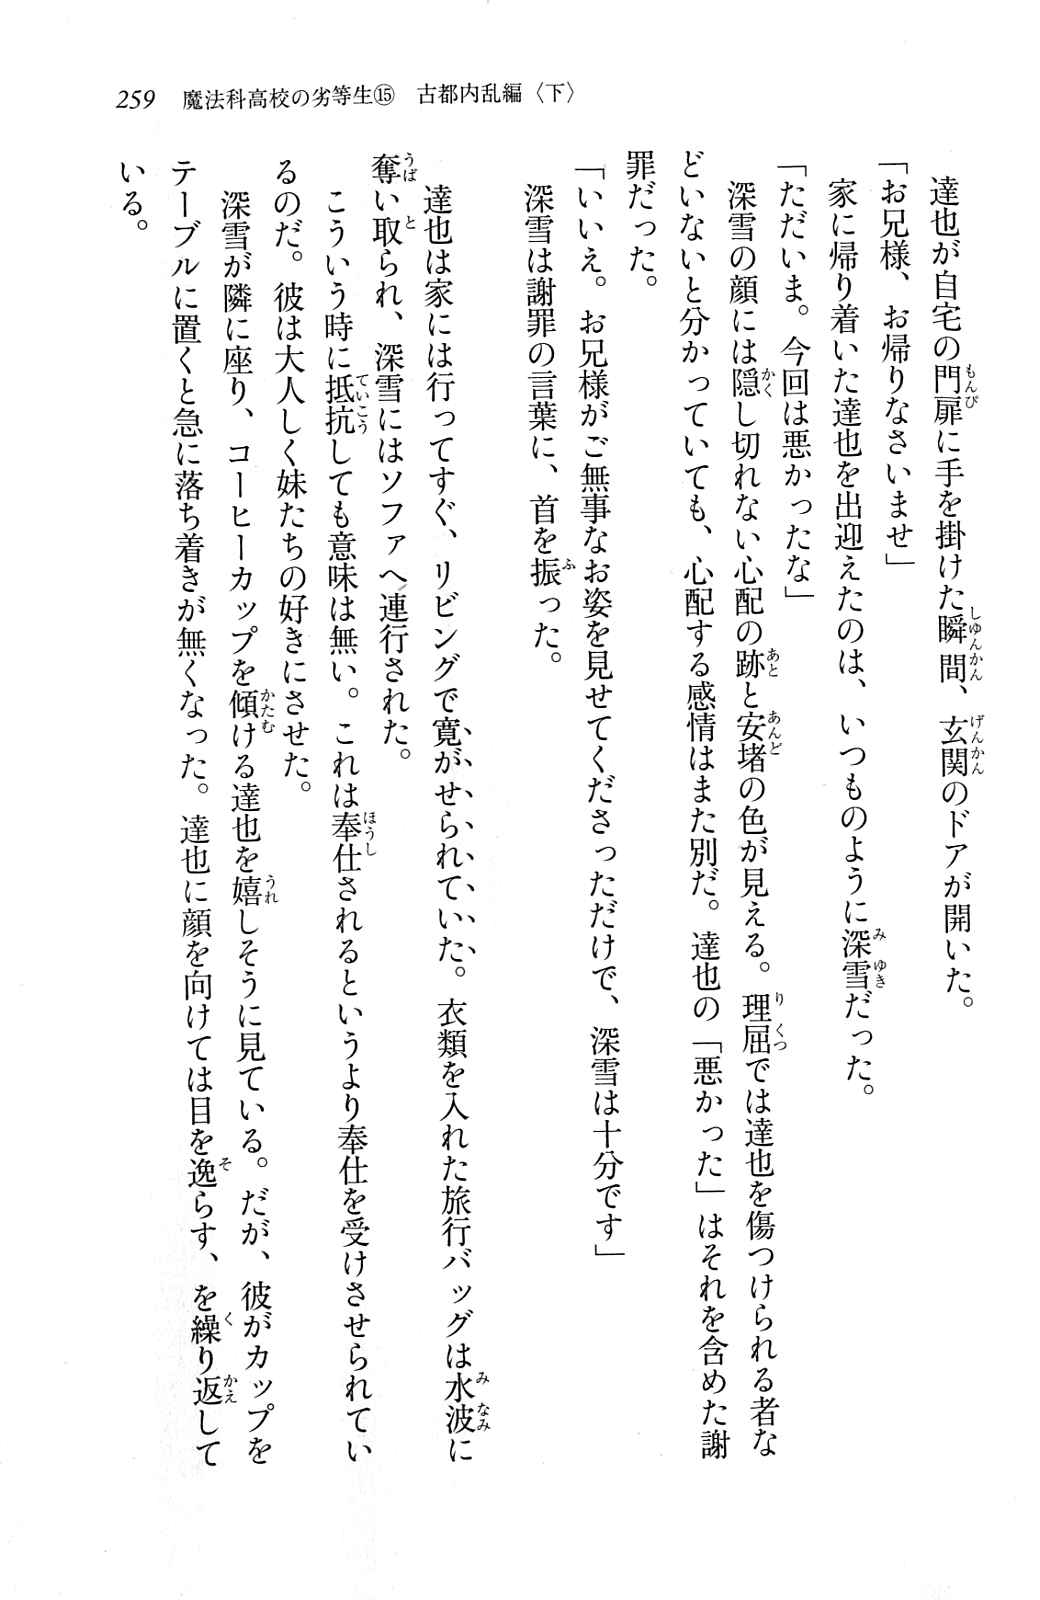 259　魔法科高校の劣等生⑮　古都内乱編〈下〉
　達也が自宅の門扉に手を掛けた瞬間、玄関のドアが開いた。
「お兄様、お帰りなさいませ」
　家に帰り着いた達也を出迎えたのは、いつものように深雪だった。
「ただいま。今回は悪かったな」
　深雪の顔には隠し切れない心配の跡と安堵の色が見える。理屈では達也を傷つけられる者な
どいないと分かっていても、心配する感情はまた別だ。達也の「悪かった」はそれを含めた謝
罪だった。
「いいえ。お兄様がご無事なお姿を見せてくださっただけで、深雪は十分です」
　深雪は謝罪の言葉に、首を振った。
　達也は家には行ってすぐ、リビングで寛がせられていた。衣類を入れた旅行バッグは水波に
奪い取られ、深雪にはソファへ連行された。
　こういう時に抵抗しても意味は無い。これは奉仕されるというより奉仕を受けさせられてい
るのだ。彼は大人しく妹たちの好きにさせた。
　深雪が隣に座り、コーヒーカップを傾ける達也を嬉しそうに見ている。だが、彼がカップを
テーブルに置くと急に落ち着きが無くなった。達也に顔を向けては目を逸らす、を繰り返して
いる。